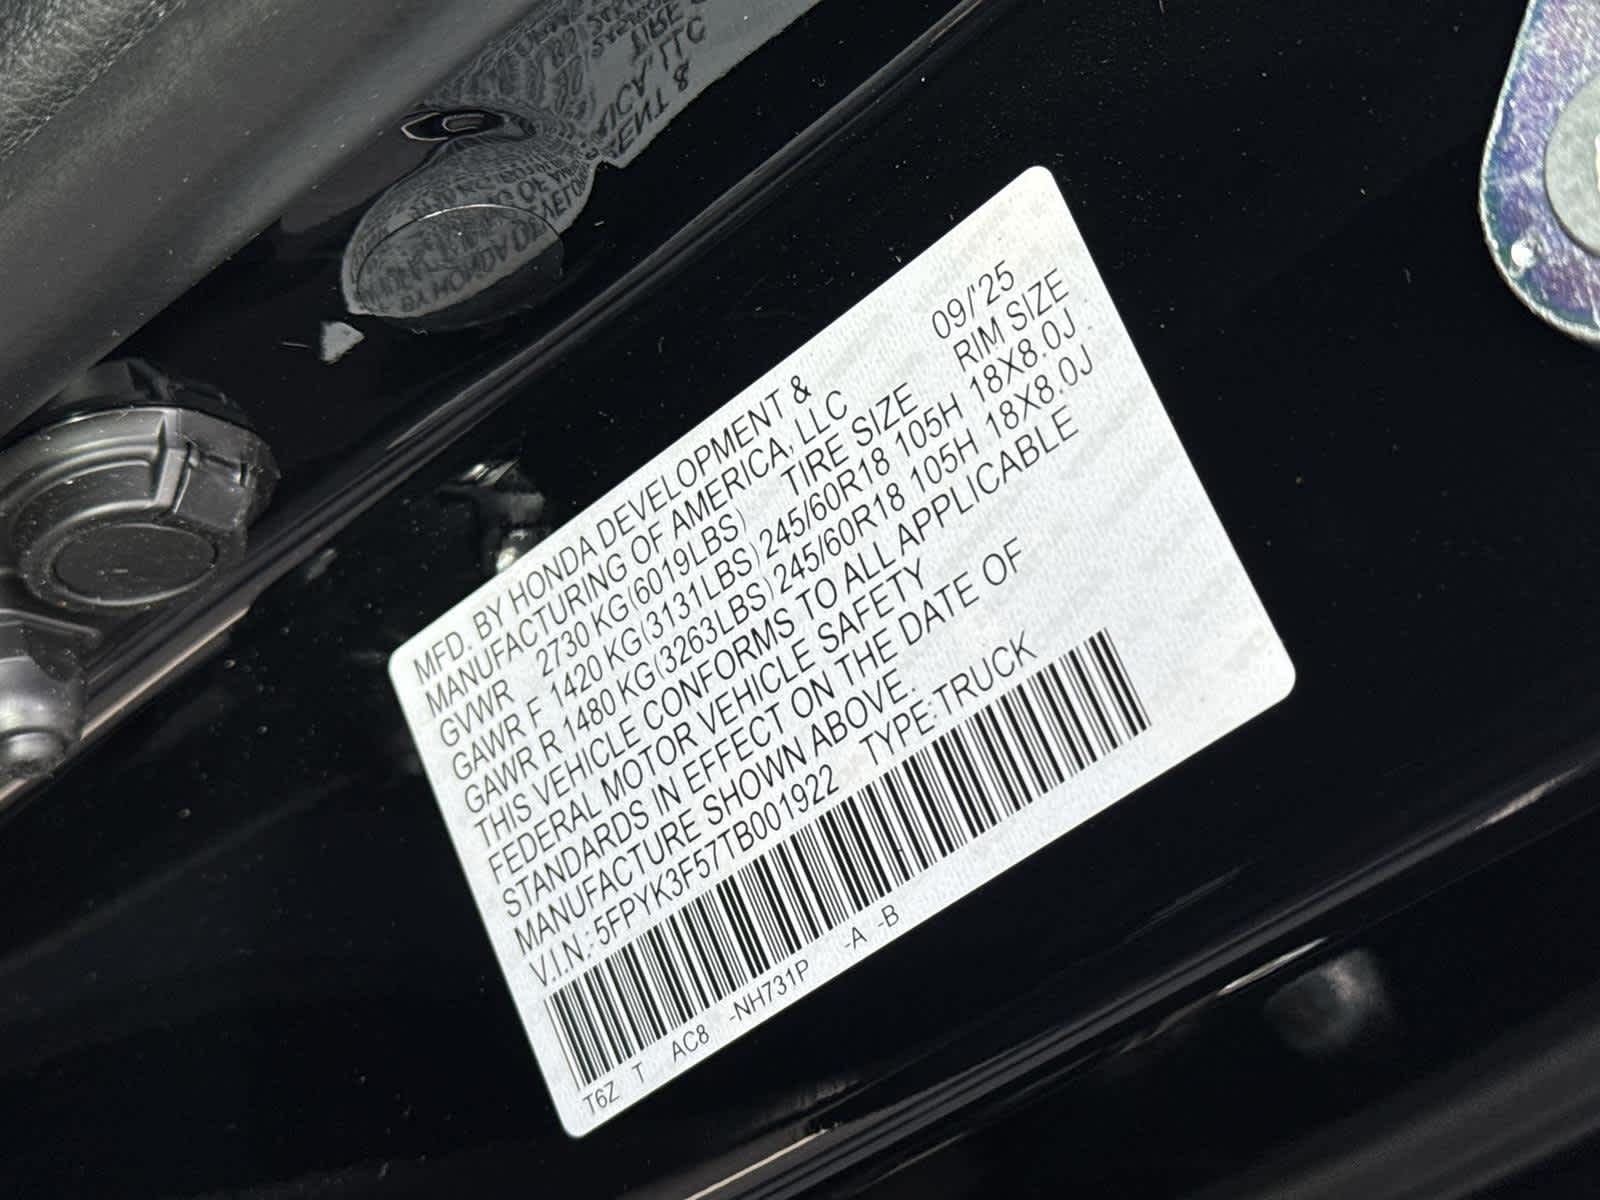 MFD. BY HONDA DEVELOPMENT &
MANUFACTURING OF AMERICA, LLC 09/'25
GVWR 2730 KG(6019LBS) TIRE SIZE RIM SIZE
GAWR F 1420 KG(3131LBS) 245/60R18 105H 18X8.0J
GAWR R 1480 KG(3263LBS) 245/60R18 105H 18X8.0J
THIS VEHICLE CONFORMS TO ALL APPLICABLE
FEDERAL MOTOR VEHICLE SAFETY
STANDARDS IN EFFECT ON THE DATE OF
MANUFACTURE SHOWN ABOVE.
V.I.N.: 5FPYK3F57TB001922 TYPE:TRUCK
T6Z T AC8 -NH731P -A -B